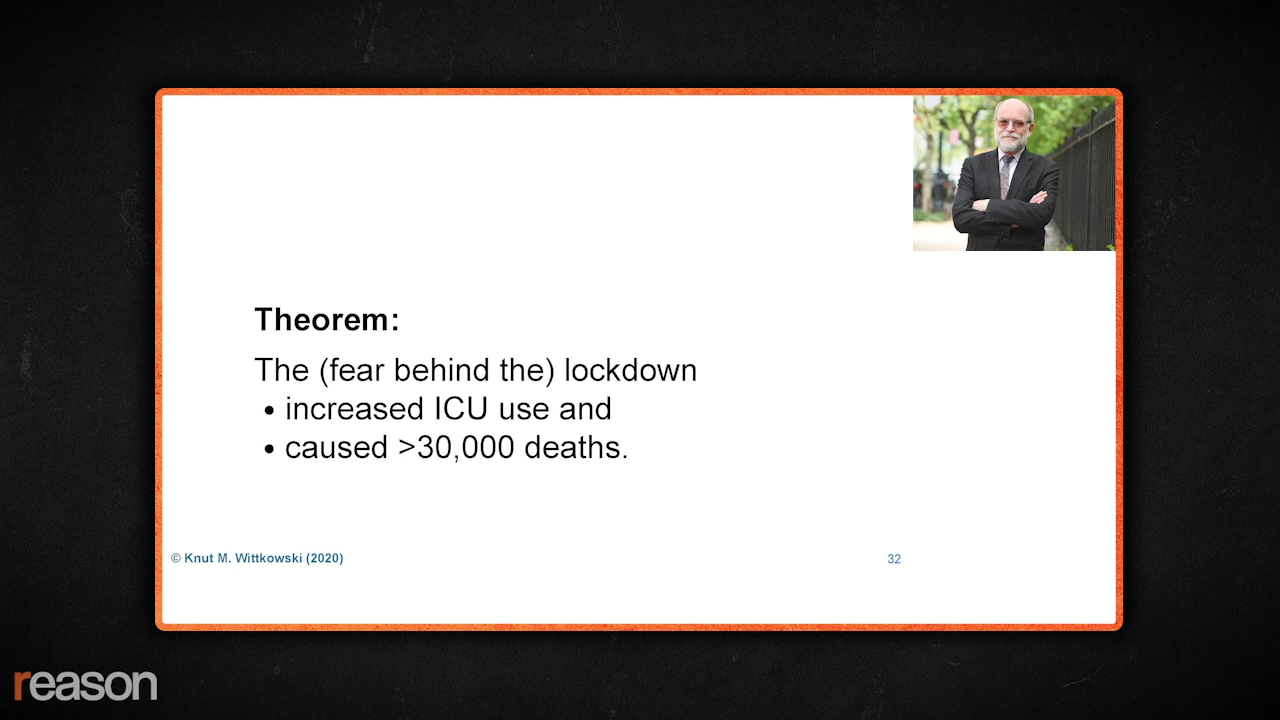 Theorem:
The (fear behind the) lockdown
• increased ICU use and
• caused >30,000 deaths.
© Knut M. Wittkowski (2020)
32
reason